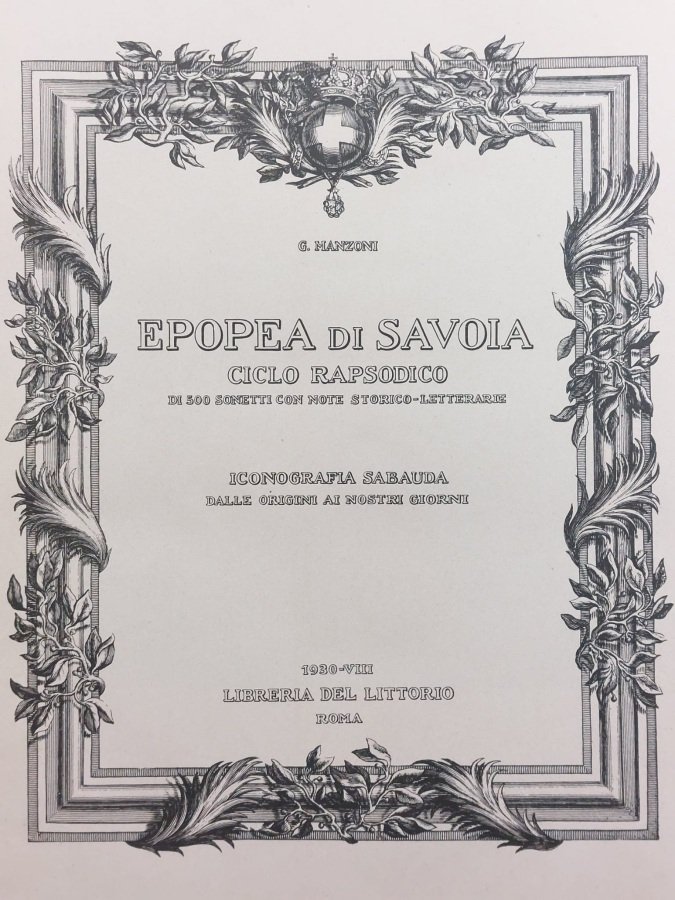 G. MANZONI
EPOPEA DI SAVOIA
CICLO RAPSODICO
DI 500 SONETTI CON NOTE STORICO-LETTERARIE
ICONOGRAFIA SABAUDA
DALLE ORIGINI AI NOSTRI GIORNI
1930-VIII
LIBRERIA DEL LITTORIO
ROMA